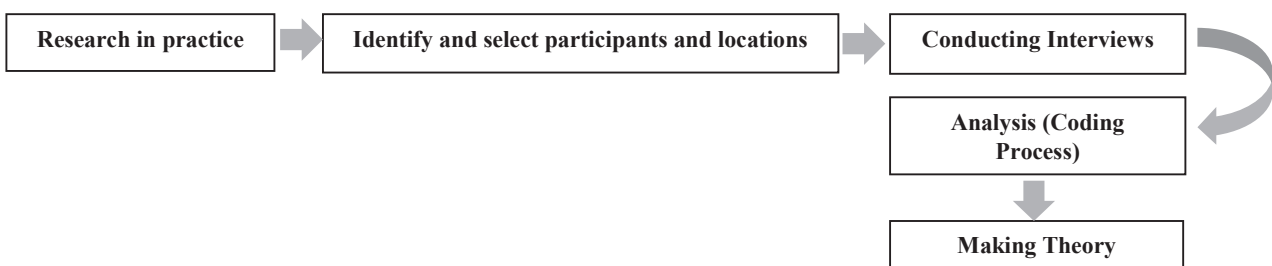 Research in practice
Identify and select participants and locations
Conducting Interviews
Analysis (Coding
Process)
Making Theory